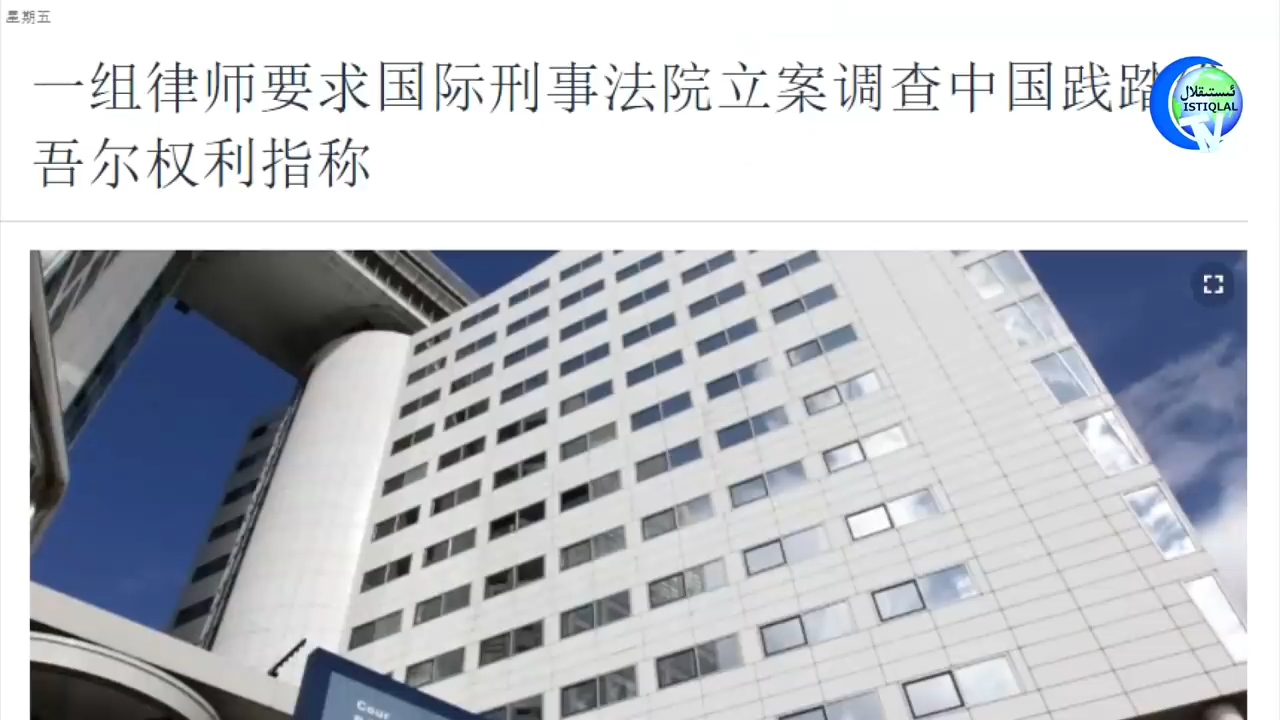 星期五
一组律师要求国际刑事法院立案调查中国践踏
吾尔权利指称
ئىستىقلال
ISTIQLAL
TV
Cour